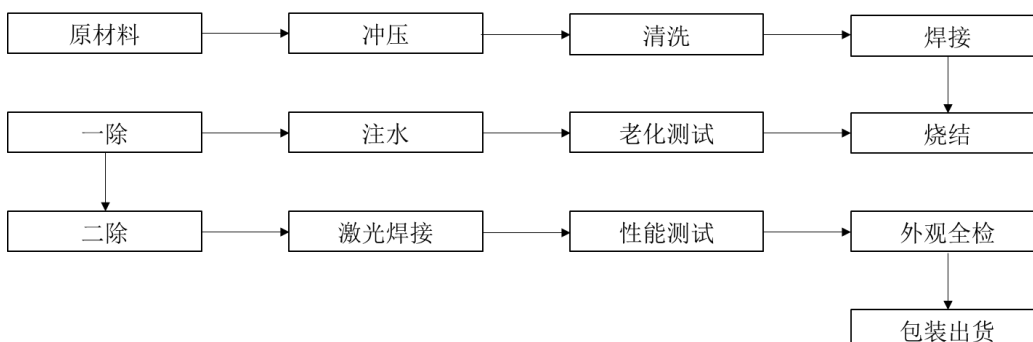 原材料
冲压
清洗
焊接
一除
注水
老化测试
烧结
二除
激光焊接
性能测试
外观全检
包装出货